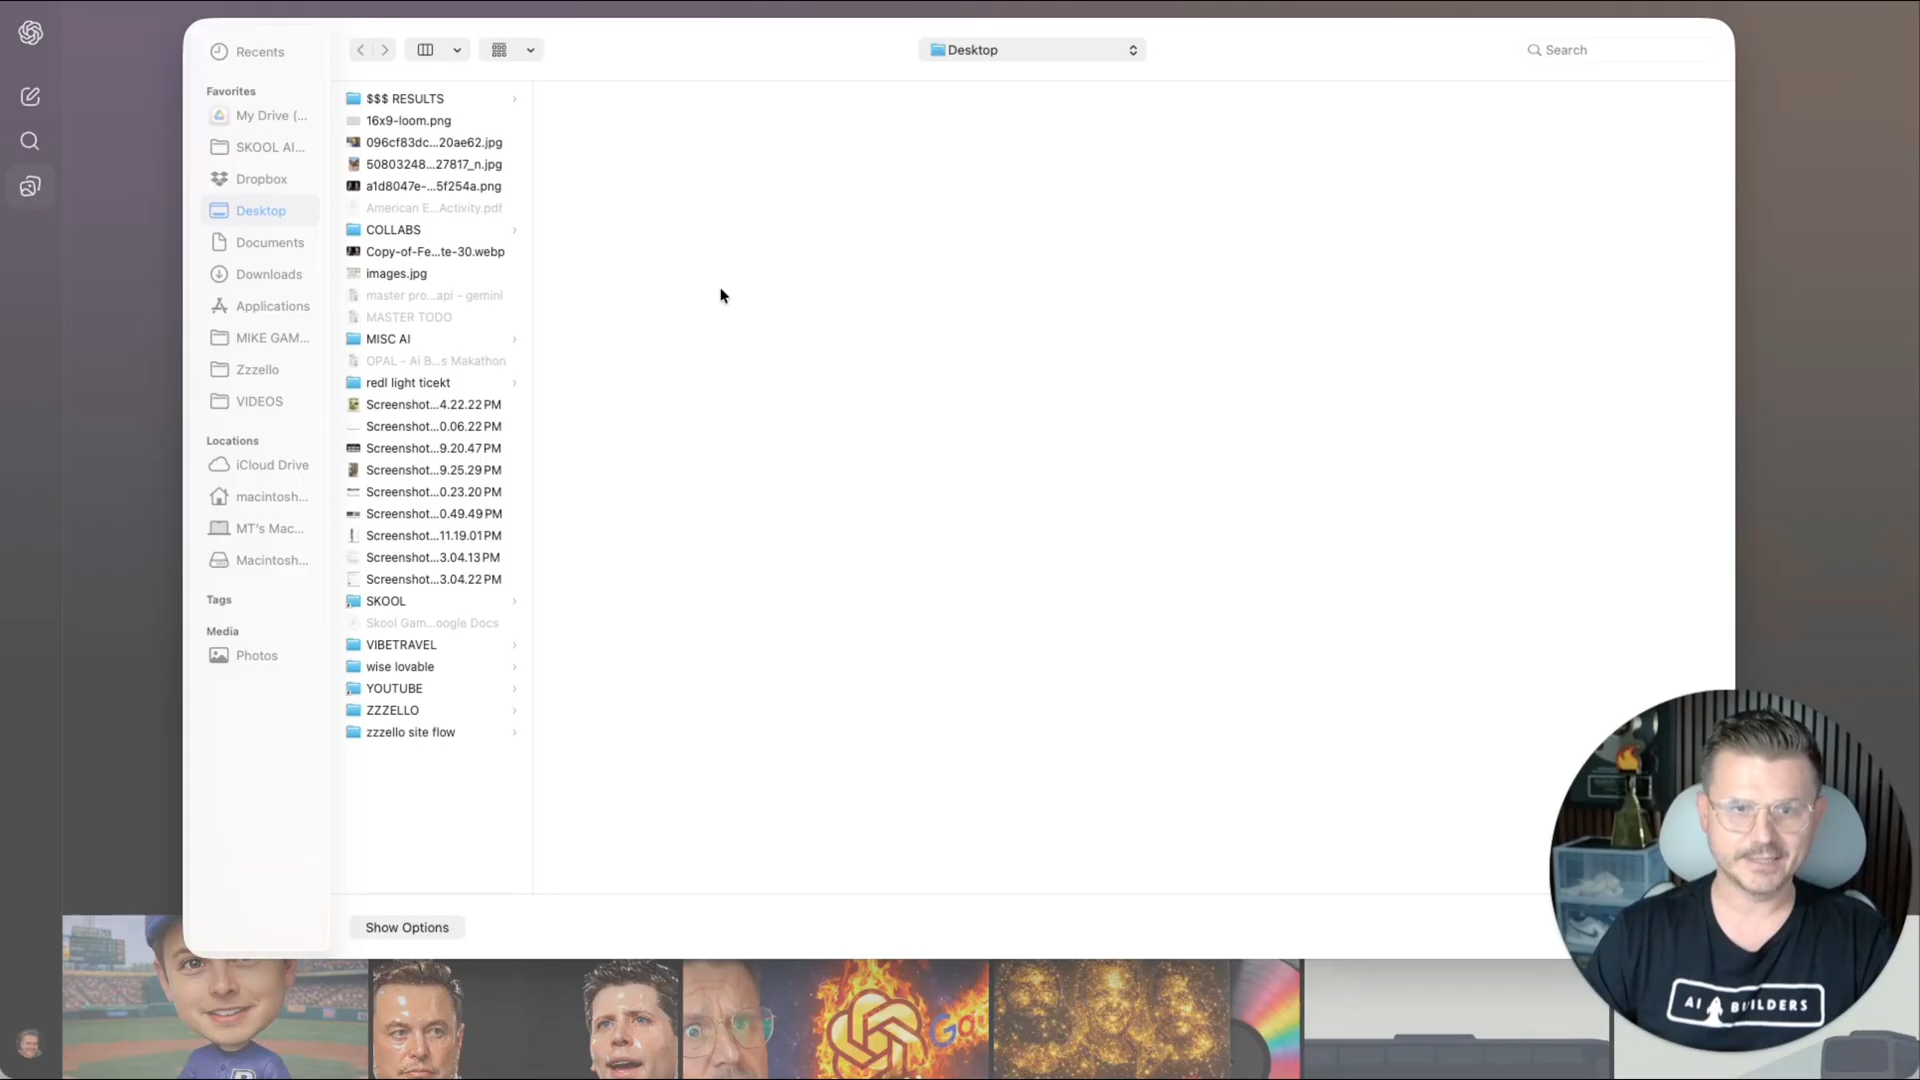 Recents
Favorites
My Drive (...
SKOOL AI...
Dropbox
Desktop
Documents
Downloads
Applications
MIKE GAM...
Zzzello
VIDEOS
Locations
iCloud Drive
macintosh...
MT's Mac...
Macintosh...
Tags
Media
Photos
Desktop
Search
$$$ RESULTS
16x9-loom.png
096cf83dc...20ae62.jpg
50803248...27817_n.jpg
a1d8047e-...5f254a.png
American E...Activity.pdf
COLLABS
Copy-of-Fe...te-30.webp
images.jpg
master pro...api - gemini
MASTER TODO
MISC AI
OPAL - Ai B...s Makathon
redl light ticekt
Screenshot...4.22.22 PM
Screenshot...0.06.22 PM
Screenshot...9.20.47 PM
Screenshot...9.25.29 PM
Screenshot...0.23.20 PM
Screenshot...0.49.49 PM
Screenshot...11.19.01 PM
Screenshot...3.04.13 PM
Screenshot...3.04.22 PM
SKOOL
Skool Gam...oogle Docs
VIBETRAVEL
wise lovable
YOUTUBE
ZZZELLO
zzzello site flow
Show Options
AI BUILDERS